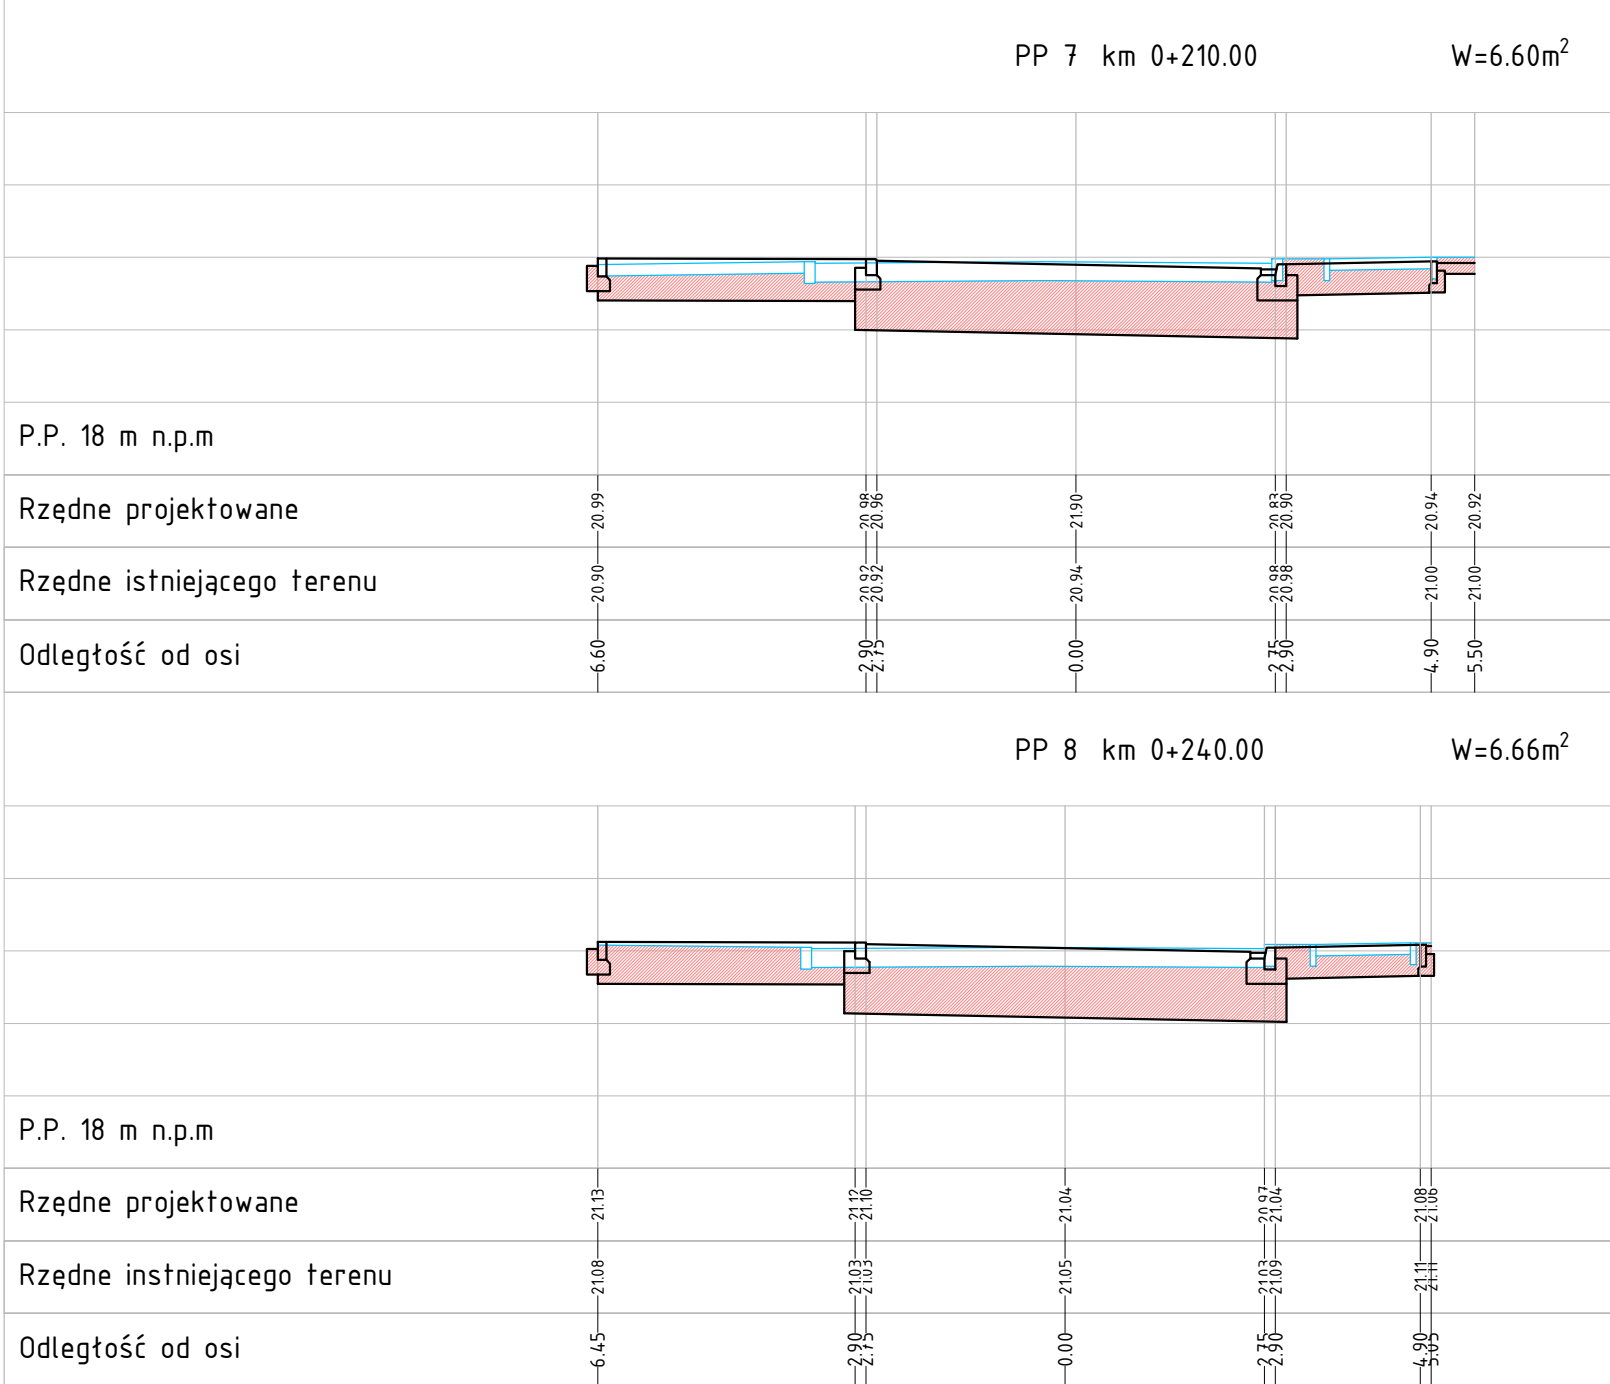 PP 7 km 0+210.00 W=6.60m²
P.P. 18 m n.p.m
Rzędne projektowane 20.99 20.98 20.96 21.90 20.83 20.90 20.94 20.92
Rzędne istniejącego terenu 20.90 20.92 20.92 20.94 20.98 20.98 21.00 21.00
Odległość od osi 6.60 2.90 2.75 0.00 2.75 2.90 4.90 5.50
PP 8 km 0+240.00 W=6.66m²
P.P. 18 m n.p.m
Rzędne projektowane 21.13 21.12 21.10 21.04 20.97 21.04 21.08 21.06
Rzędne instniejącego terenu 21.08 21.03 21.03 21.05 21.03 21.09 21.11 21.11
Odległość od osi 6.45 2.90 2.75 0.00 2.75 2.90 4.90 5.05